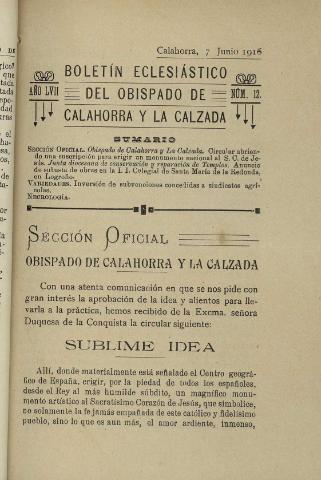 Calahorra, 7 Junio 1916
BOLETÍN ECLESIÁSTICO
AÑO LVII DEL OBISPADO DE NÚM. 12.
CALAHORRA Y LA CALZADA
SUMARIO
SECCIÓN OFICIAL. Obispado de Calahorra y La Calzada. Circular abrien-
do una suscripción para erigir un monumento nacional al S. C. de Je-
sús. Junta diocesana de construcción y reparación de Templos. Anuncio
de subasta de obras en la I. I. Colegial de Santa María de la Redonda,
en Logroño.
VARIEDADES. Inversión de subvenciones concedidas a sindicatos agrí-
colas.
NECROLOGÍA.
SECCIÓN OFICIAL
OBISPADO DE CALAHORRA Y LA CALZADA
Con una atenta comunicación en que se nos pide con
gran interés la aprobación de la idea y alientos para lle-
varla a la práctica, hemos recibido de la Excma. señora
Duquesa de la Conquista la circular siguiente:
SUBLIME IDEA
Allí, donde materialmente está señalado el Centro geográ-
fico de España, erigir, por la piedad de todos los españoles,
desde el Rey al más humilde súbdito, un magnífico monu-
mento artístico al Sacratísimo Corazón de Jesús, que simbolice,
no solamente la fe jamás empañada de este católico y fidelísimo
pueblo, sino lo que es aun más, el amor ardiente, inmenso,